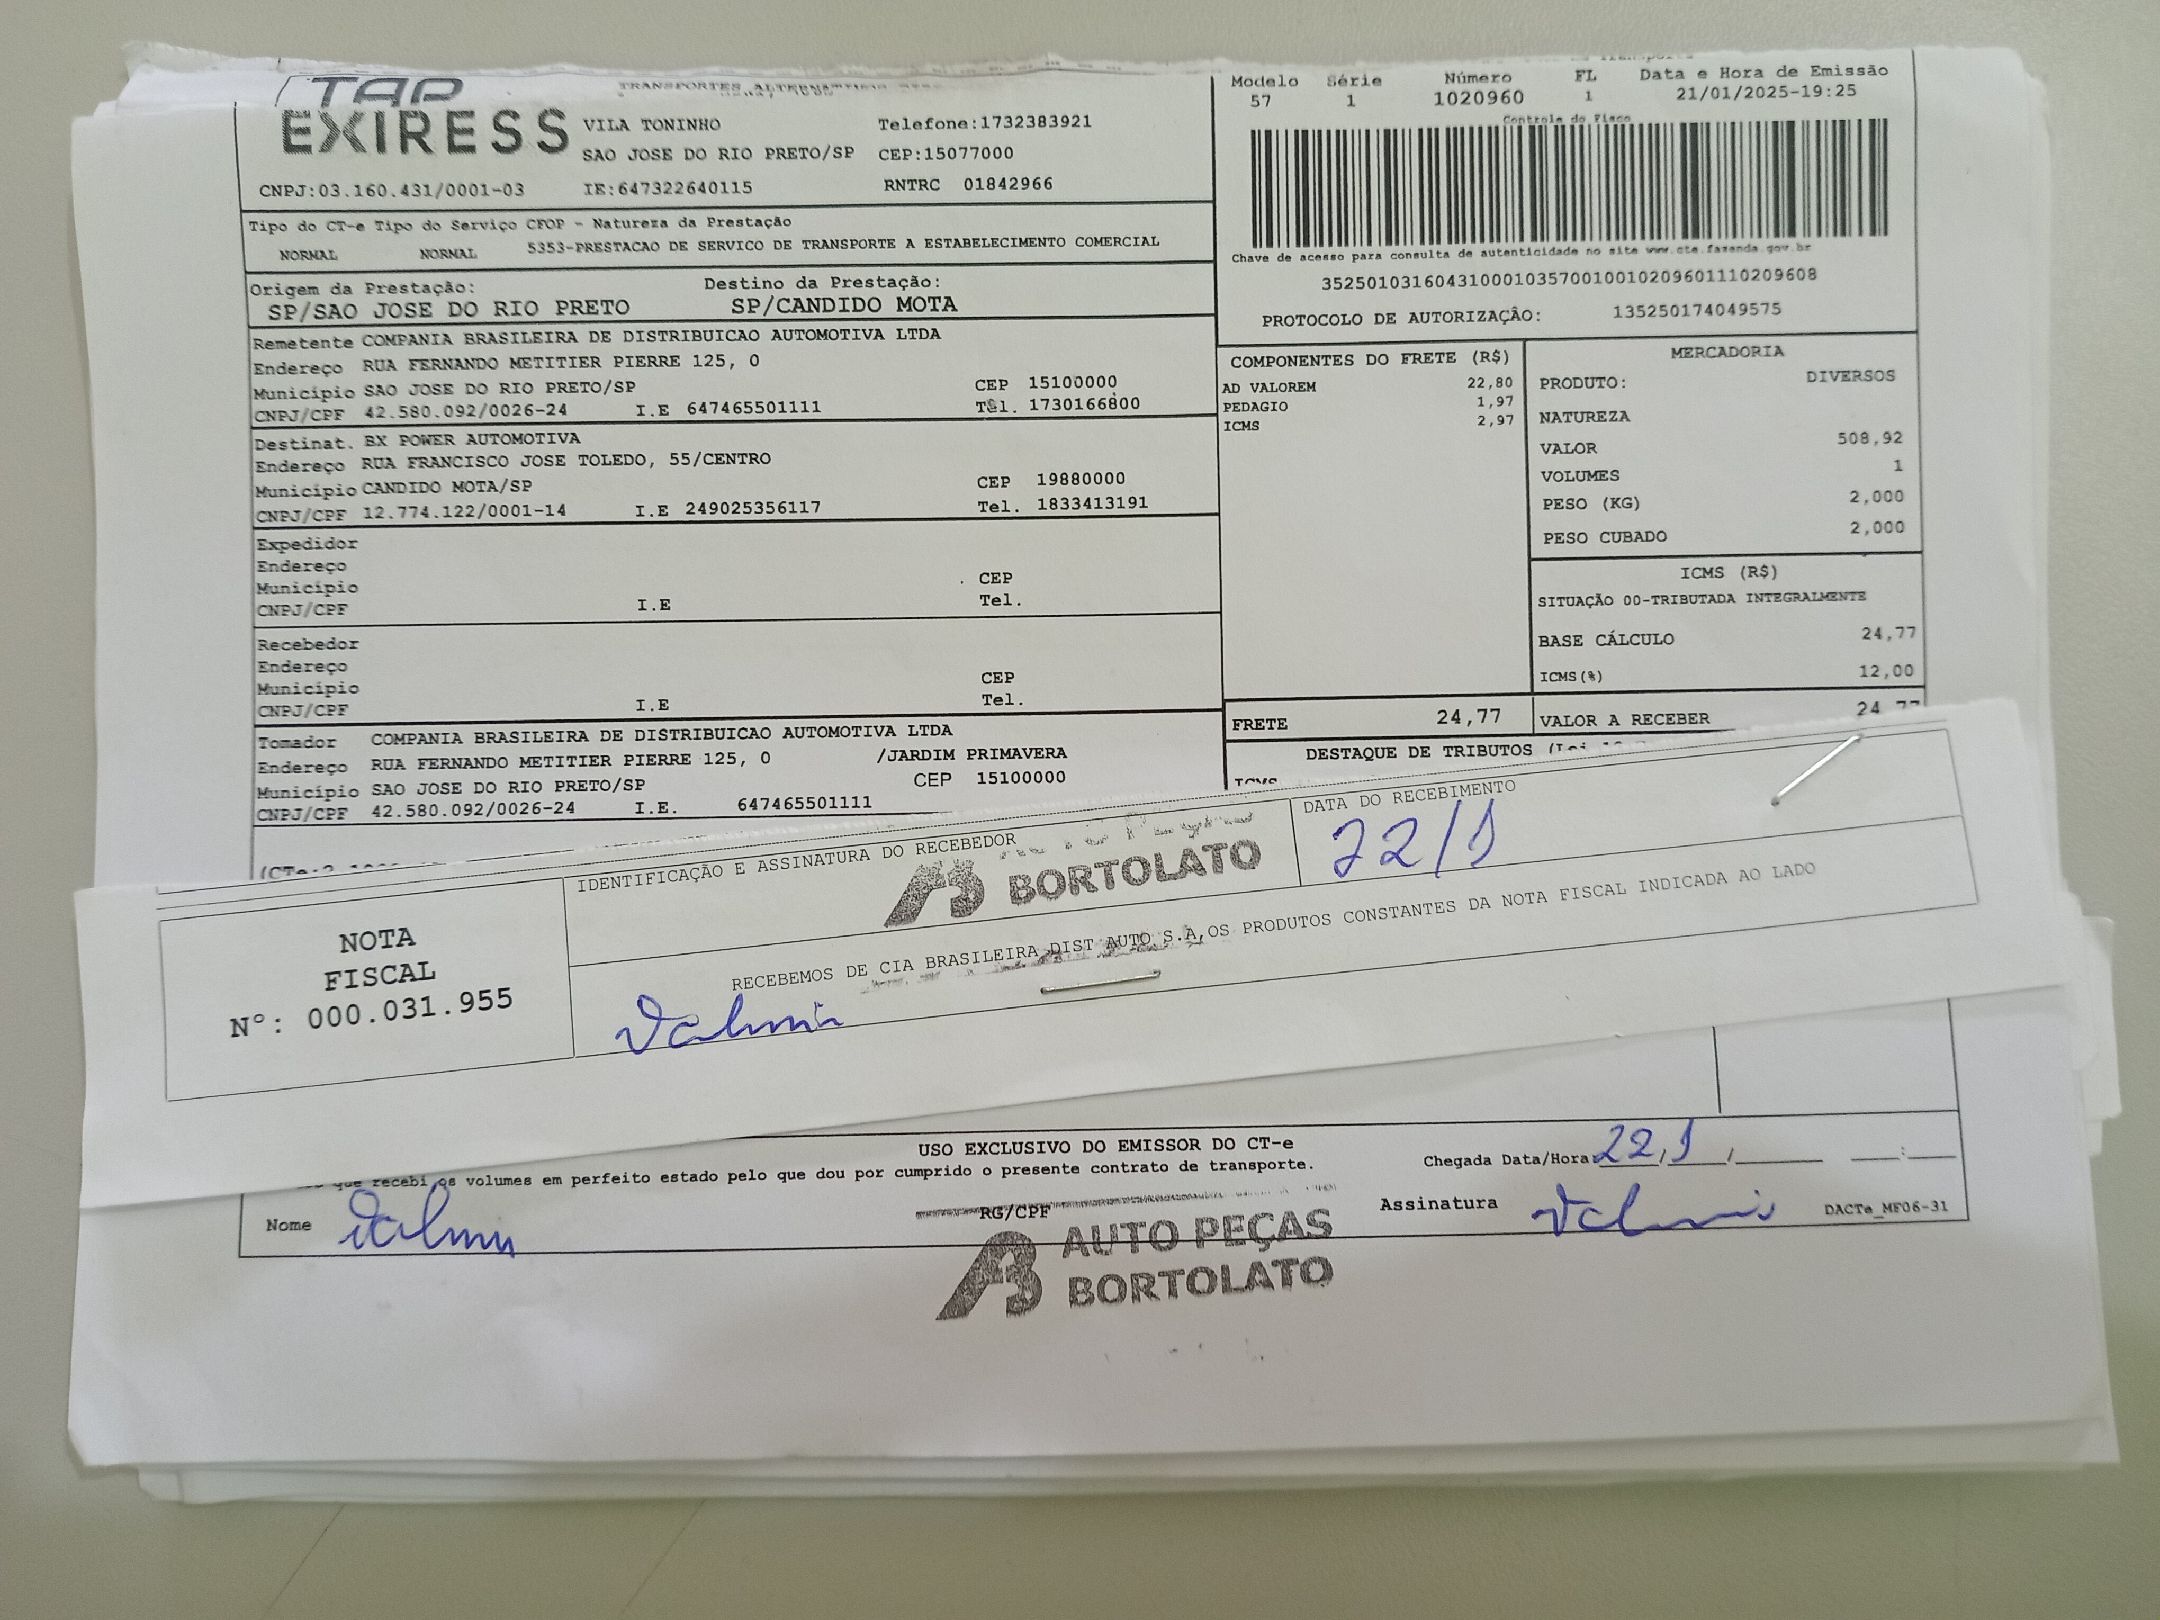 TAP
EXIRESS
TRANSPORTES
VILA TONINHO Telefone:1732383921
SAO JOSE DO RIO PRETO/SP CEP:15077000
CNPJ:03.160.431/0001-03 IE:647322640115 RNTRC 01842966
Modelo Série Número FL Data e Hora de Emissão
57 1 1020960 1 21/01/2025-19:25
Controle do Fisco
Chave de acesso para consulta de autenticidade no site www.cte.fazenda.gov.br
35250103160431000103570010010209601110209608
PROTOCOLO DE AUTORIZAÇÃO: 135250174049575
Tipo do CT-e Tipo do Serviço CFOP - Natureza da Prestação
NORMAL NORMAL 5353-PRESTACAO DE SERVICO DE TRANSPORTE A ESTABELECIMENTO COMERCIAL
Origem da Prestação: Destino da Prestação:
SP/SAO JOSE DO RIO PRETO SP/CANDIDO MOTA
Remetente COMPANIA BRASILEIRA DE DISTRIBUICAO AUTOMOTIVA LTDA
Endereço RUA FERNANDO METITIER PIERRE 125, 0
Município SAO JOSE DO RIO PRETO/SP CEP 15100000
CNPJ/CPF 42.580.092/0026-24 I.E 647465501111 Tel. 1730166800
Destinat. BX POWER AUTOMOTIVA
Endereço RUA FRANCISCO JOSE TOLEDO, 55/CENTRO
Município CANDIDO MOTA/SP CEP 19880000
CNPJ/CPF 12.774.122/0001-14 I.E 249025356117 Tel. 1833413191
Expedidor
Endereço
Município CEP
CNPJ/CPF I.E Tel.
Recebedor
Endereço
Município CEP
CNPJ/CPF I.E Tel.
Tomador COMPANIA BRASILEIRA DE DISTRIBUICAO AUTOMOTIVA LTDA
Endereço RUA FERNANDO METITIER PIERRE 125, 0 /JARDIM PRIMAVERA
Município SAO JOSE DO RIO PRETO/SP CEP 15100000
CNPJ/CPF 42.580.092/0026-24 I.E. 647465501111
COMPONENTES DO FRETE (R$)
AD VALOREM 22,80
PEDAGIO 1,97
ICMS 2,97
MERCADORIA
PRODUTO: DIVERSOS
NATUREZA
VALOR 508,92
VOLUMES 1
PESO (KG) 2,000
PESO CUBADO 2,000
ICMS (R$)
SITUAÇÃO 00-TRIBUTADA INTEGRALMENTE
BASE CÁLCULO 24,77
ICMS(%) 12,00
FRETE 24,77 VALOR A RECEBER 24,77
DESTAQUE DE TRIBUTOS
ICMS
NOTA
FISCAL
N°: 000.031.955
IDENTIFICAÇÃO E ASSINATURA DO RECEBEDOR
BORTOLATO
DATA DO RECEBIMENTO
22/1
RECEBEMOS DE CIA BRASILEIRA DIST AUTO S.A,OS PRODUTOS CONSTANTES DA NOTA FISCAL INDICADA AO LADO
Valmir
USO EXCLUSIVO DO EMISSOR DO CT-e
que recebi os volumes em perfeito estado pelo que dou por cumprido o presente contrato de transporte.
Chegada Data/Hora 22/1/ :
Nome Valmir RG/CPF Assinatura Valmir DACTe_MF06-31
AUTO PEÇAS
BORTOLATO